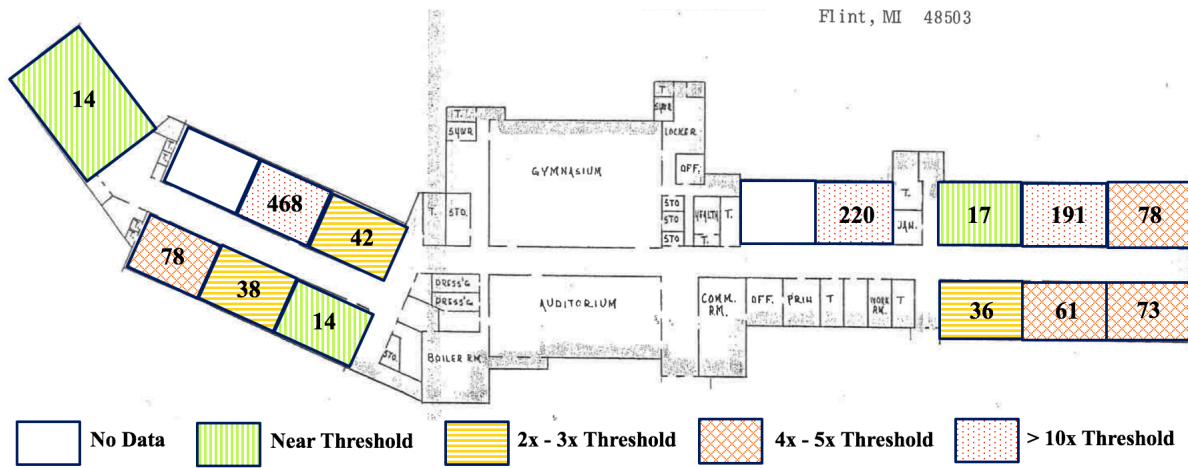 Flint, MI 48503
14
T.
SHWR
T.
SHWR
LOCKER
OFF.
GYMNASIUM
468
42
T.
STO.
STO
STO
STO
HEALTH
T.
T.
220
T.
JAN.
17
191
78
78
38
14
DRESS'G
DRESS'G
AUDITORIUM
COMM.
RM.
OFF.
PRIN
T
WORK
RM.
T
36
61
73
STO.
BOILER RM
No Data
Near Threshold
2x - 3x Threshold
4x - 5x Threshold
> 10x Threshold